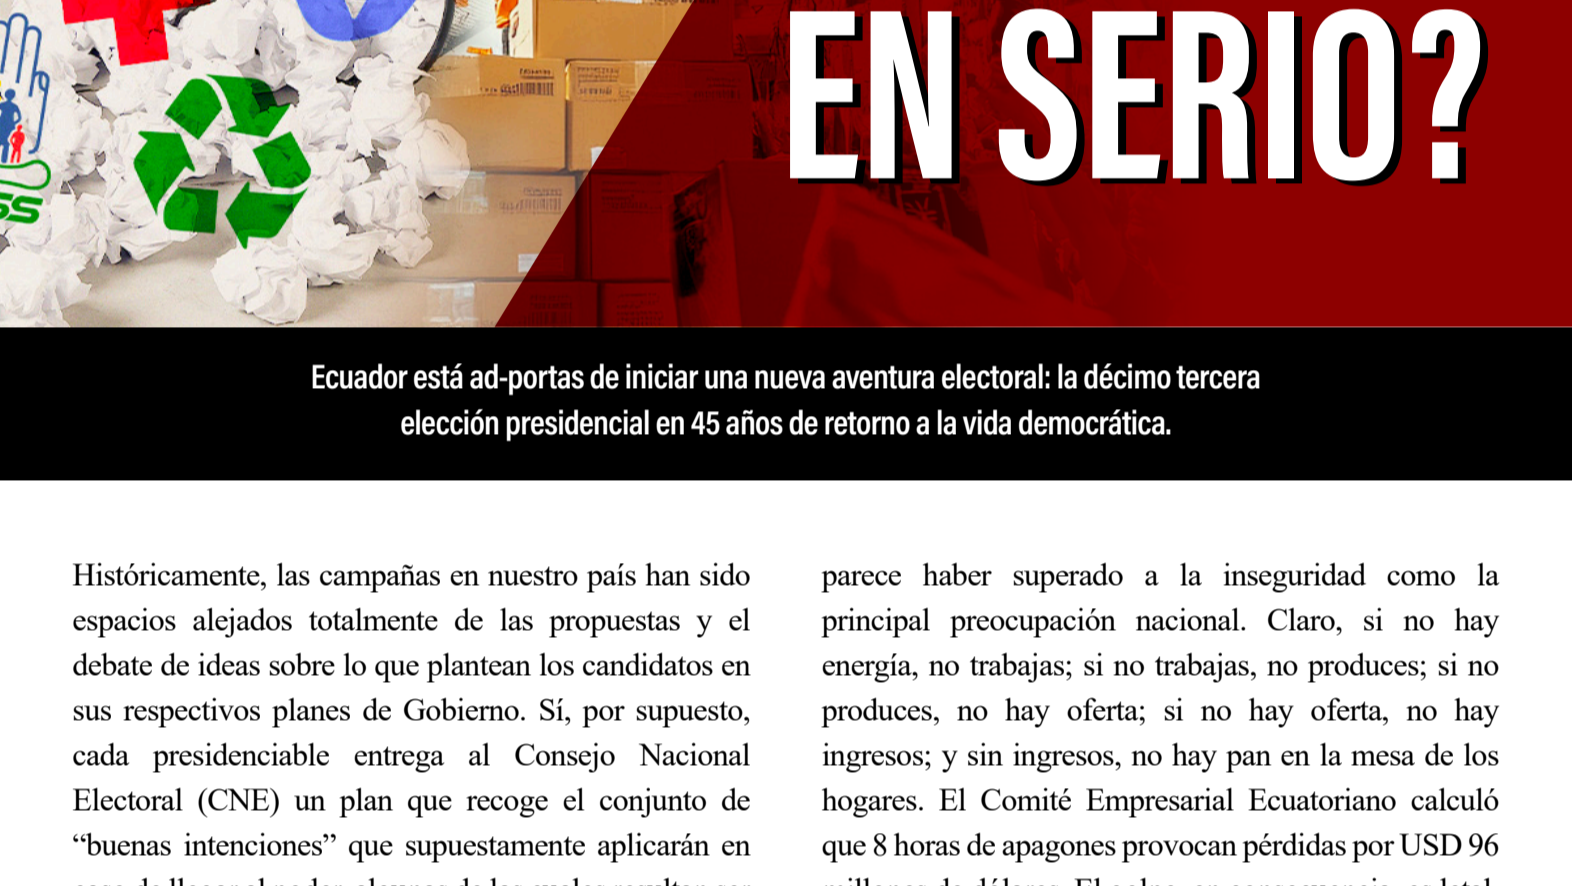 EN SERIO?
Ecuador está ad-portas de iniciar una nueva aventura electoral: la décimo tercera
elección presidencial en 45 años de retorno a la vida democrática.
Históricamente, las campañas en nuestro país han sido
espacios alejados totalmente de las propuestas y el
debate de ideas sobre lo que plantean los candidatos en
sus respectivos planes de Gobierno. Sí, por supuesto,
cada presidenciable entrega al Consejo Nacional
Electoral (CNE) un plan que recoge el conjunto de
“buenas intenciones” que supuestamente aplicarán en
parece haber superado a la inseguridad como la
principal preocupación nacional. Claro, si no hay
energía, no trabajas; si no trabajas, no produces; si no
produces, no hay oferta; si no hay oferta, no hay
ingresos; y sin ingresos, no hay pan en la mesa de los
hogares. El Comité Empresarial Ecuatoriano calculó
que 8 horas de apagones provocan pérdidas por USD 96